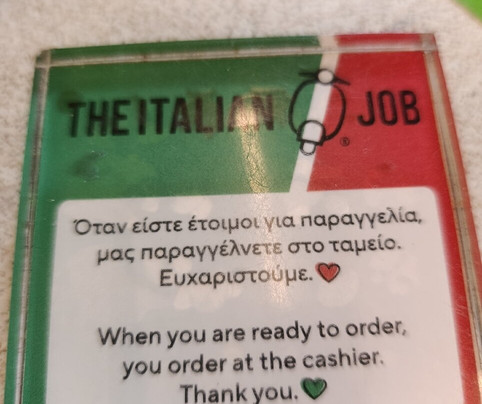 THE ITALIAN JOB
®
Όταν είστε έτοιμοι για παραγγελία,
μας παραγγέλνετε στο ταμείο.
Ευχαριστούμε.
When you are ready to order,
you order at the cashier.
Thank you.